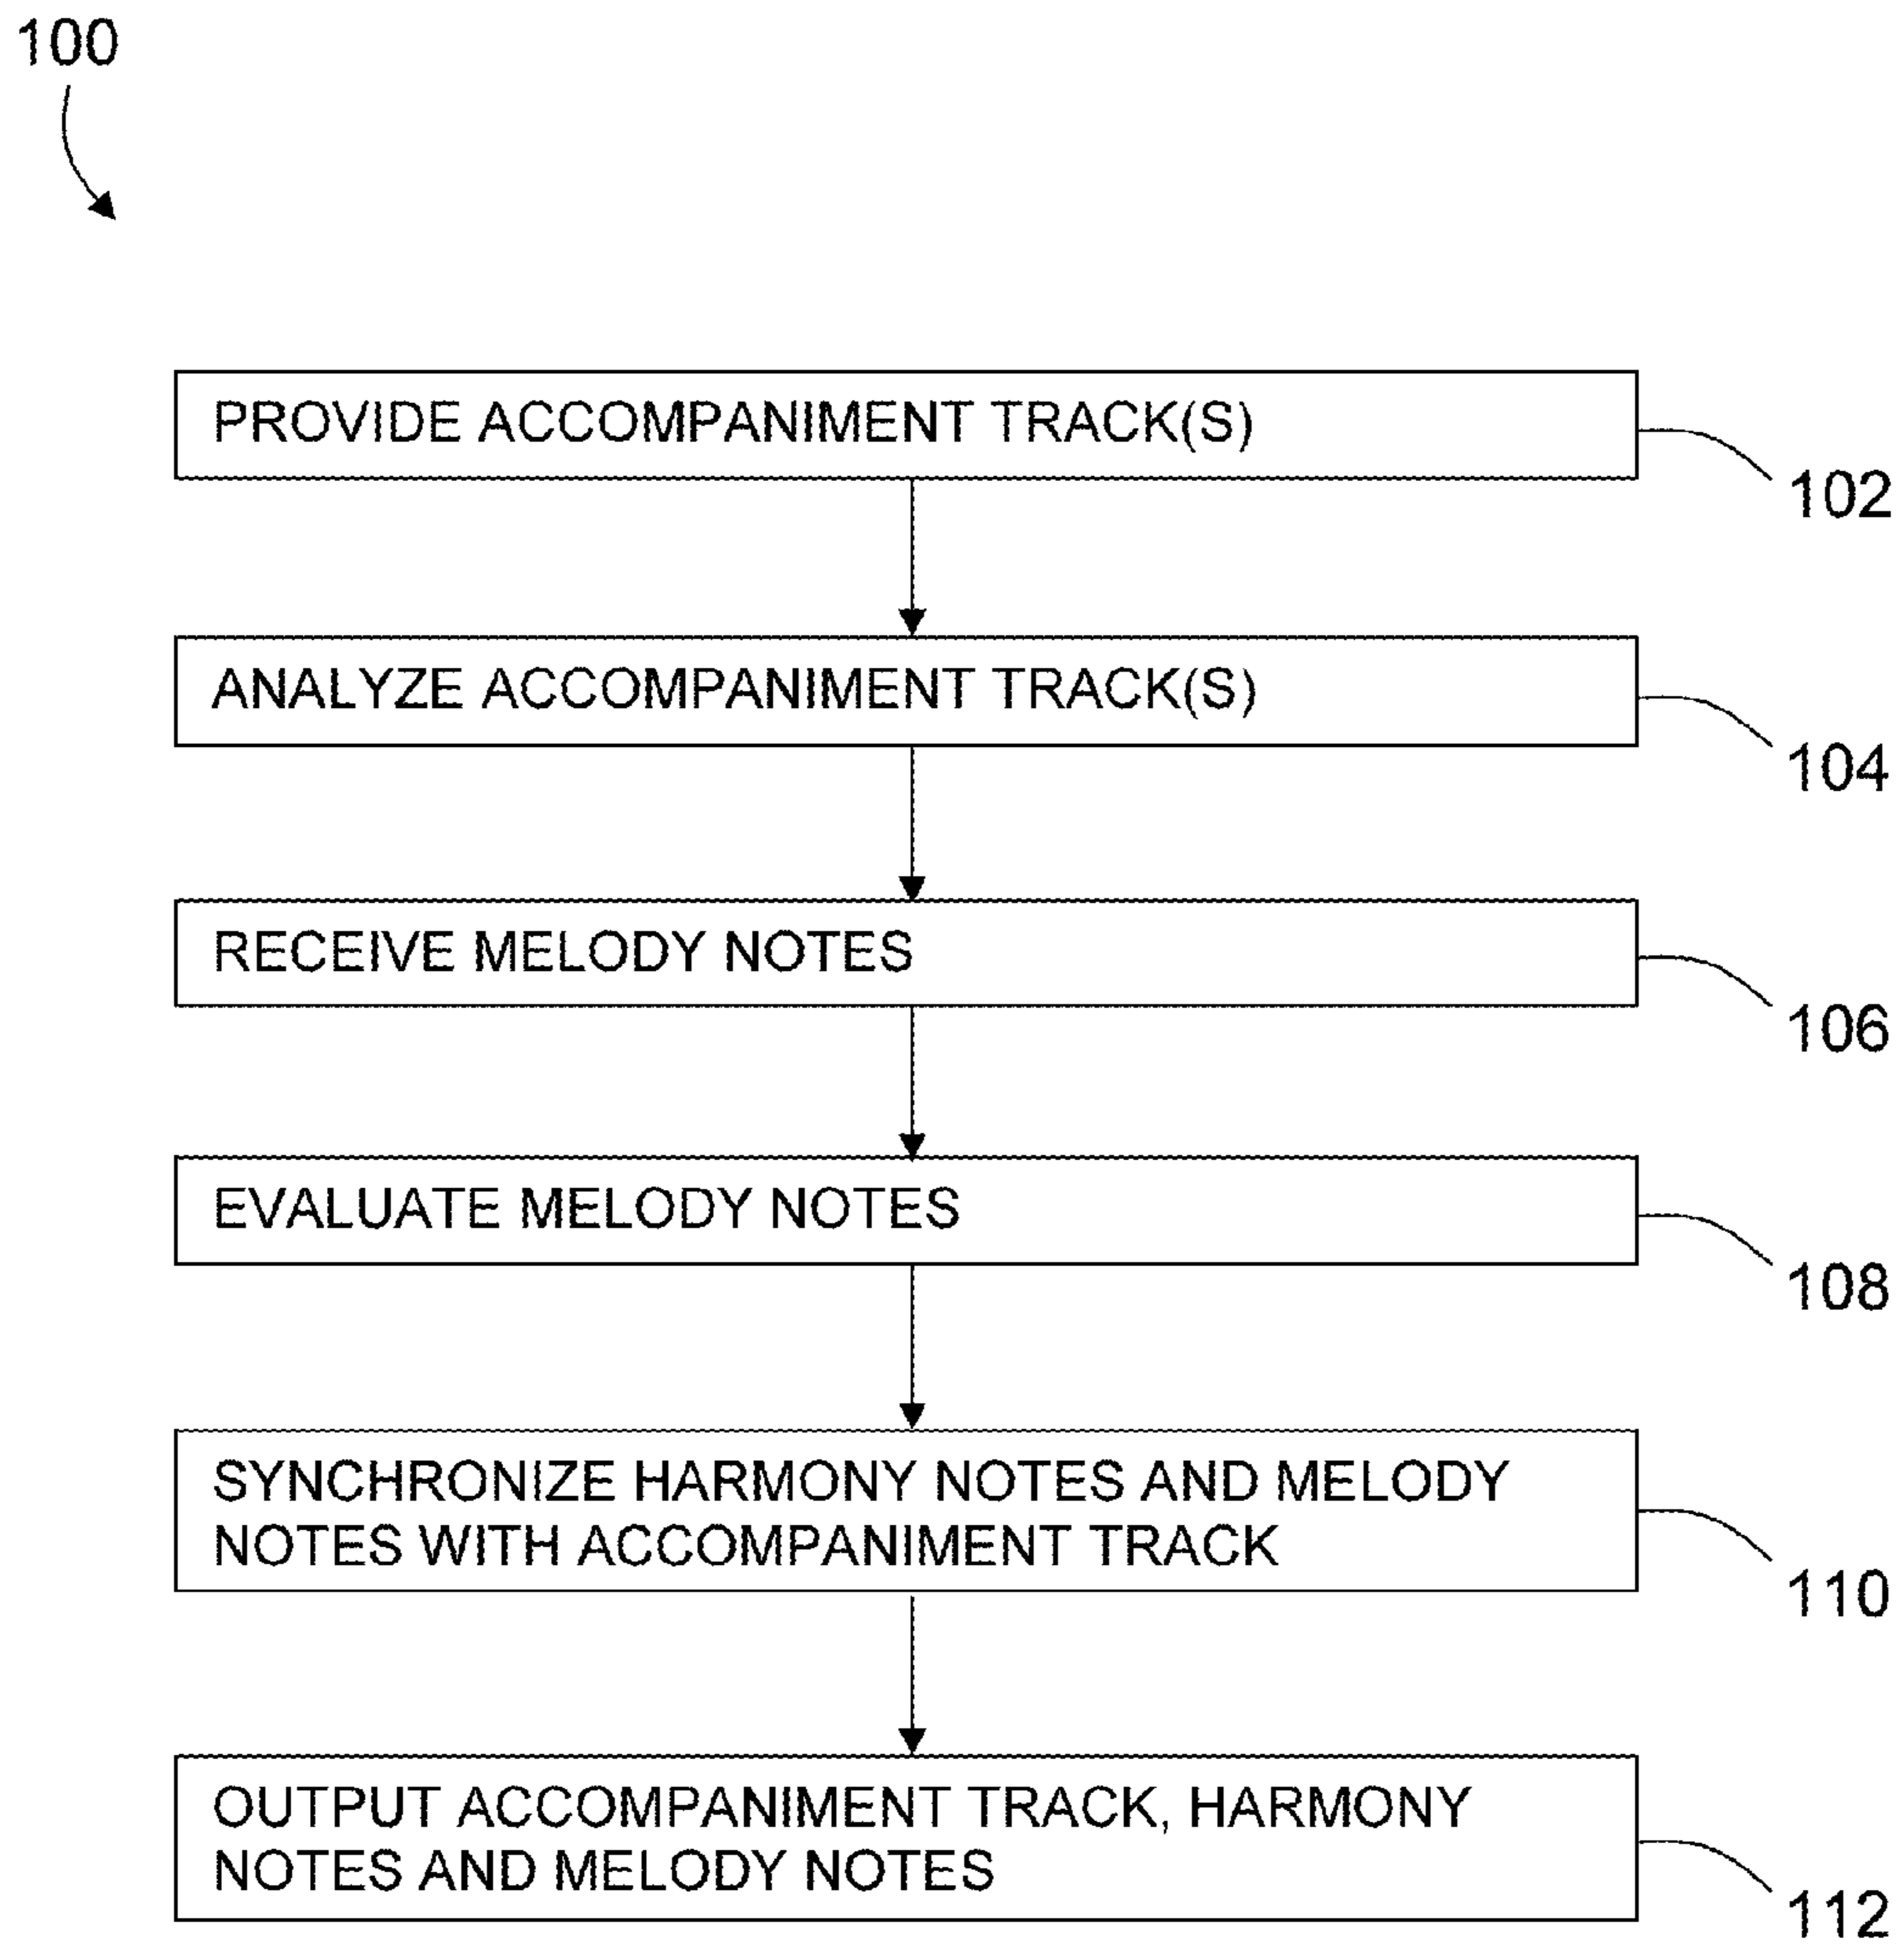 100
PROVIDE ACCOMPANIMENT TRACK(S)
102
ANALYZE ACCOMPANIMENT TRACK(S)
104
RECEIVE MELODY NOTES
106
EVALUATE MELODY NOTES
108
SYNCHRONIZE HARMONY NOTES AND MELODY
NOTES WITH ACCOMPANIMENT TRACK
110
OUTPUT ACCOMPANIMENT TRACK, HARMONY
NOTES AND MELODY NOTES
112